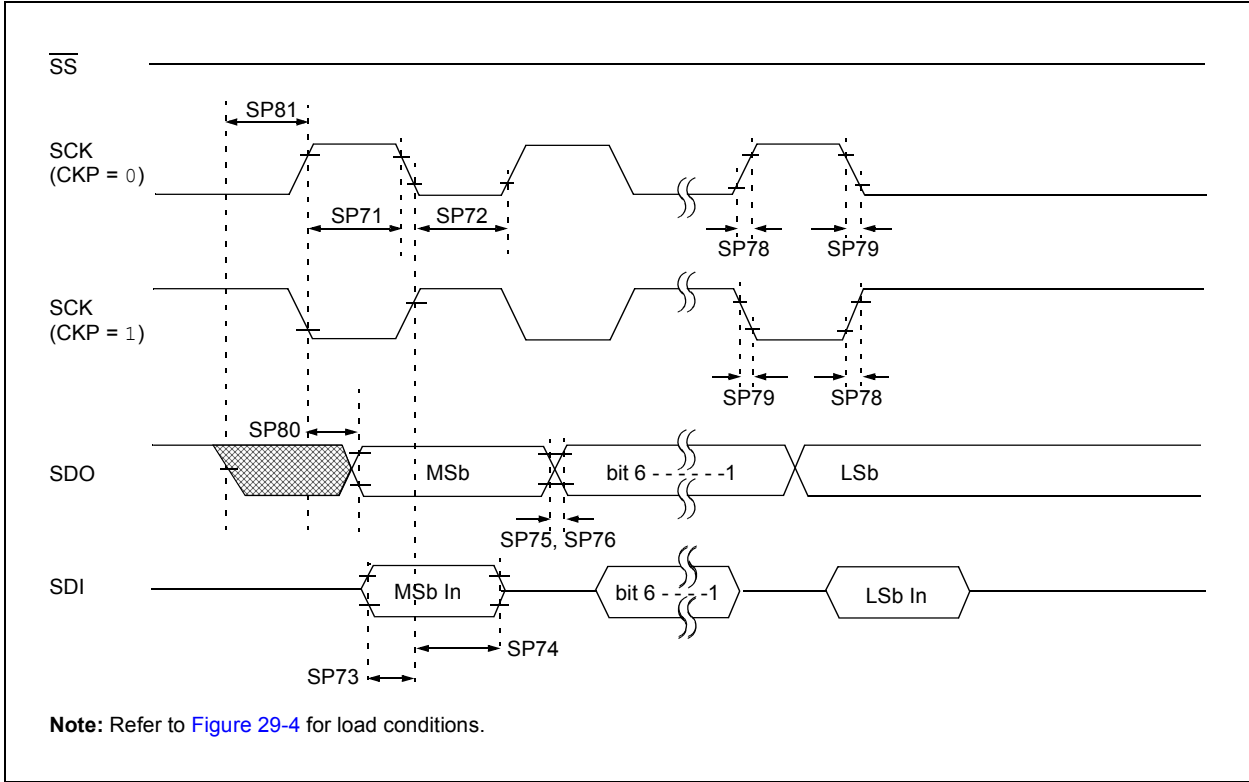 SS
SP81
SCK
(CKP = 0)
SP71
SP72
SP78
SP79
SCK
(CKP = 1)
SP79
SP78
SP80
SDO
MSb
bit 6 - - - - - -1
LSb
SP75, SP76
SDI
MSb In
bit 6 - - - - -1
LSb In
SP74
SP73
Note: Refer to Figure 29-4 for load conditions.